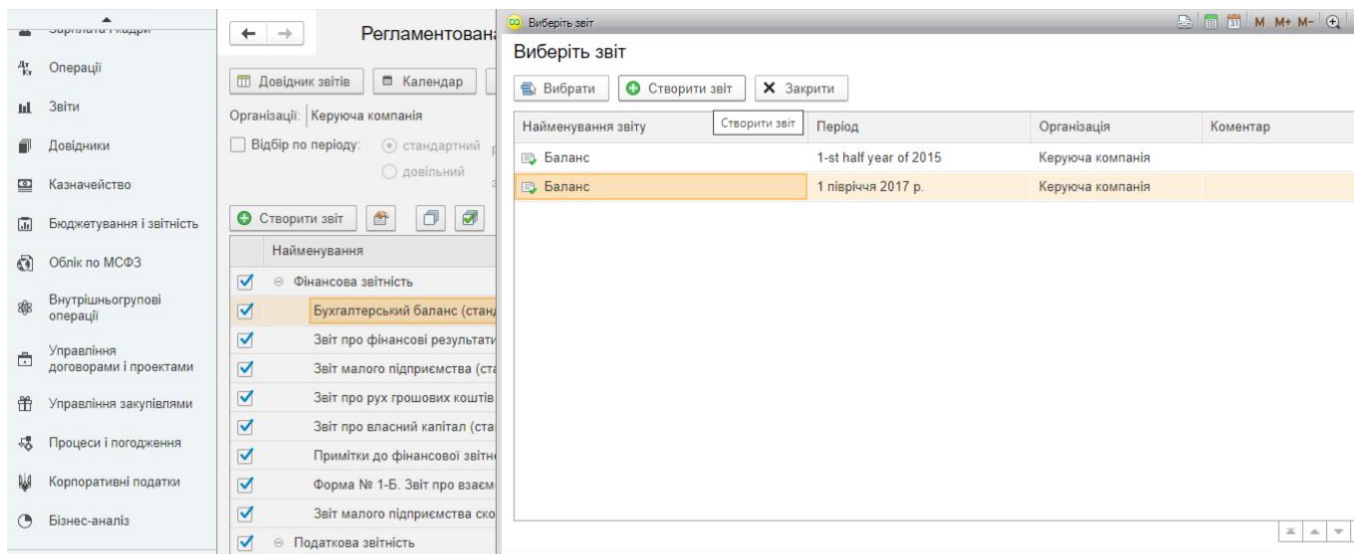 Операції
Звіти
Довідники
Казначейство
Бюджетування і звітність
Облік по МСФЗ
Внутрішньогрупові
операції
Управління
договорами і проектами
Управління закупівлями
Процеси і погодження
Корпоративні податки
Бізнес-аналіз
Регламентован
Довідник звітів
Календар
Організації: Керуюча компанія
Відбір по періоду: стандартний
довільний
Створити звіт
Найменування
Фінансова звітність
Бухгалтерський баланс (стан
Звіт про фінансові результати
Звіт малого підприємства (ста
Звіт про рух грошових коштів
Звіт про власний капітал (ста
Примітки до фінансової звітн
Форма № 1-Б. Звіт про взаєм
Звіт малого підприємства ско
Податкова звітність
Виберіть звіт
M M+ M-
Виберіть звіт
Вибрати Створити звіт Закрити
Створити звіт
Найменування звіту Період Організація Коментар
Баланс 1-st half year of 2015 Керуюча компанія
Баланс 1 півріччя 2017 р. Керуюча компанія